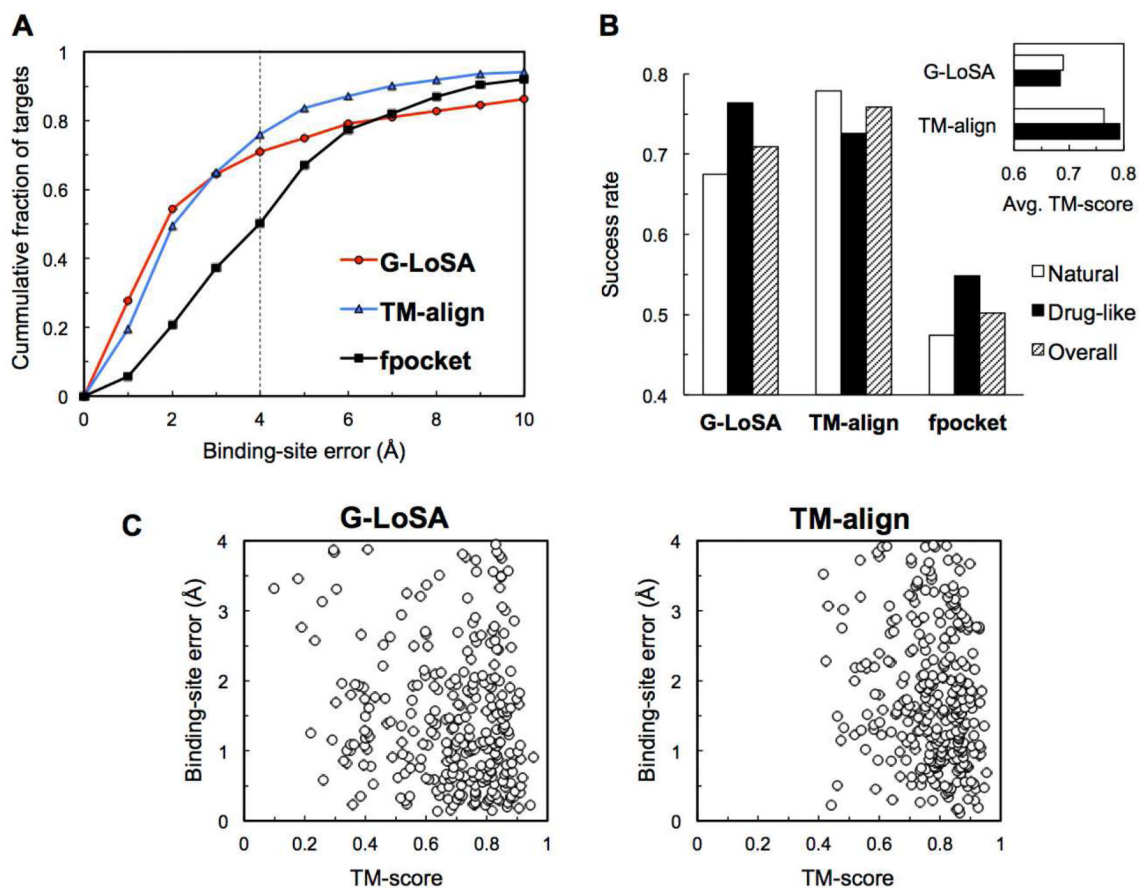 A
1
0.8
0.6
0.4
0.2
0
0 2 4 6 8 10
Cummulative fraction of targets
Binding-site error (Å)
G-LoSA
TM-align
fpocket
B
0.8
0.7
0.6
0.5
0.4
Success rate
G-LoSA TM-align fpocket
G-LoSA
TM-align
0.6 0.7 0.8
Avg. TM-score
Natural
Drug-like
Overall
C
G-LoSA
4
3
2
1
0
0 0.2 0.4 0.6 0.8 1
Binding-site error (Å)
TM-score
TM-align
4
3
2
1
0
0 0.2 0.4 0.6 0.8 1
Binding-site error (Å)
TM-score